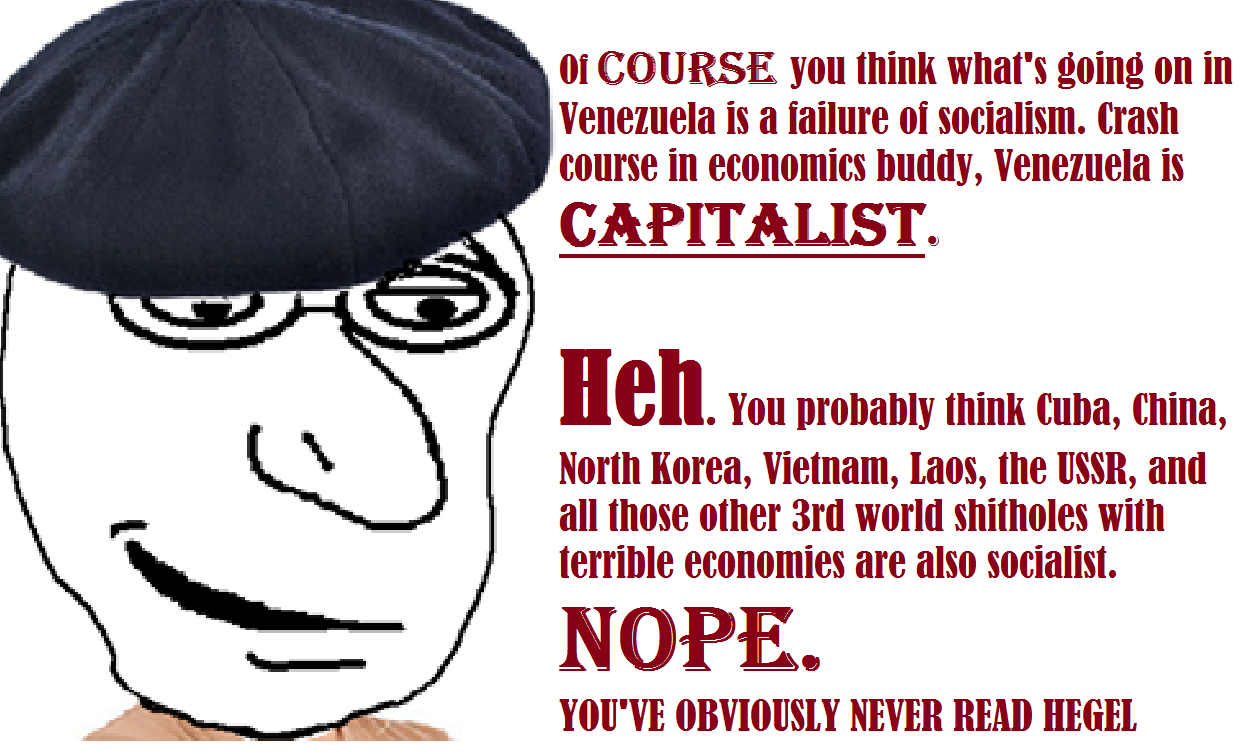 Of COURSE you think what's going on in
Venezuela is a failure of socialism. Crash
course in economics buddy, Venezuela is
CAPITALIST.
Heh. You probably think Cuba, China,
North Korea, Vietnam, Laos, the USSR, and
all those other 3rd world shitholes with
terrible economies are also socialist.
NOPE.
YOU'VE OBVIOUSLY NEVER READ HEGEL